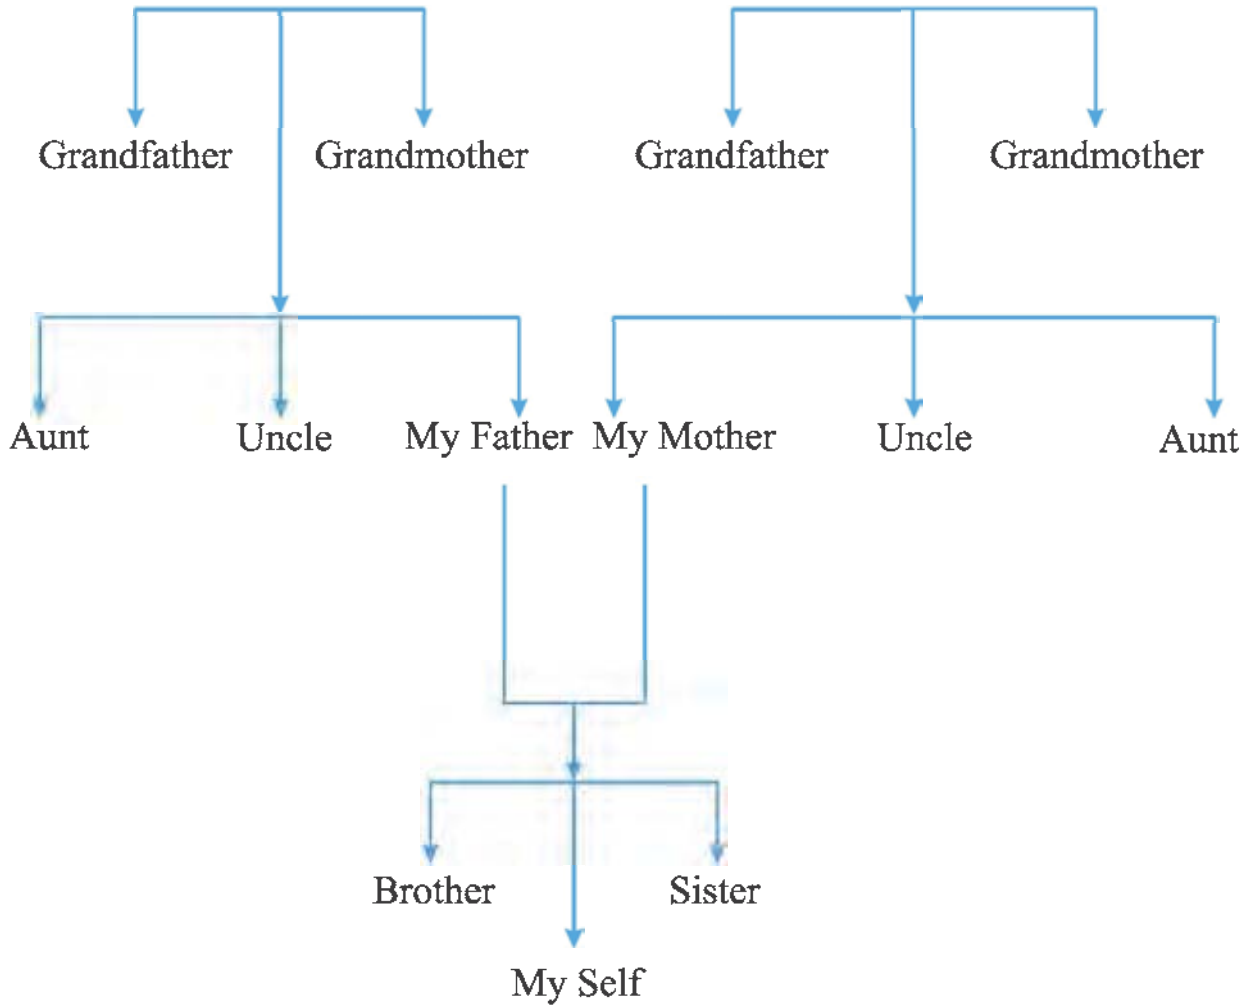 Grandfather Grandmother Grandfather Grandmother
Aunt Uncle My Father My Mother Uncle Aunt
Brother Sister
My Self